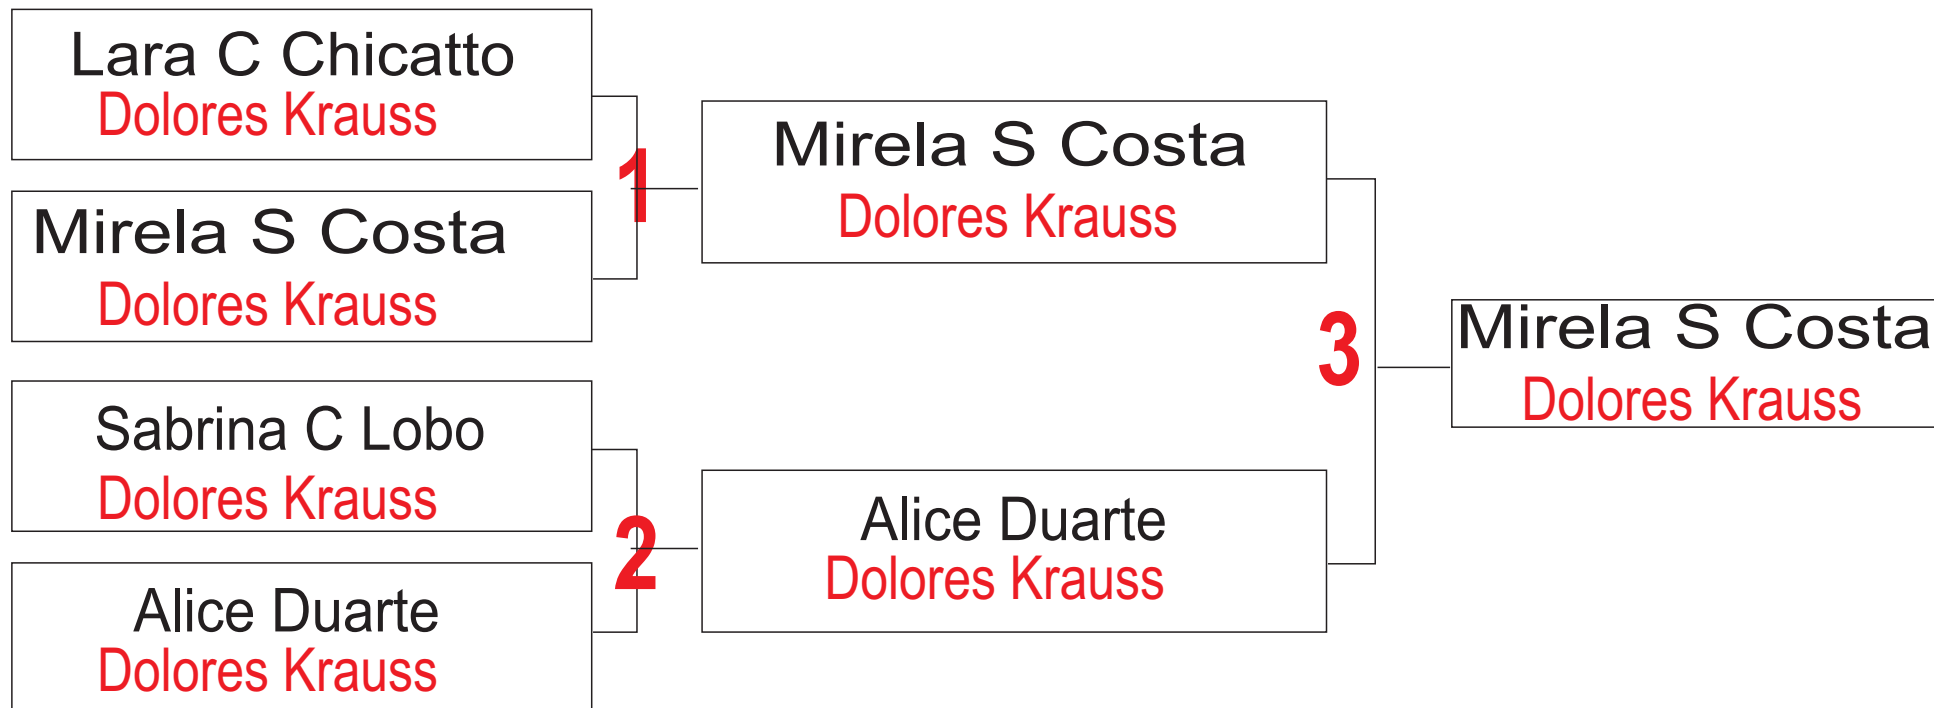 Lara C Chicatto
Dolores Krauss
Mirela S Costa
Dolores Krauss
1
Mirela S Costa
Dolores Krauss
Sabrina C Lobo
Dolores Krauss
Alice Duarte
Dolores Krauss
2
Alice Duarte
Dolores Krauss
3
Mirela S Costa
Dolores Krauss